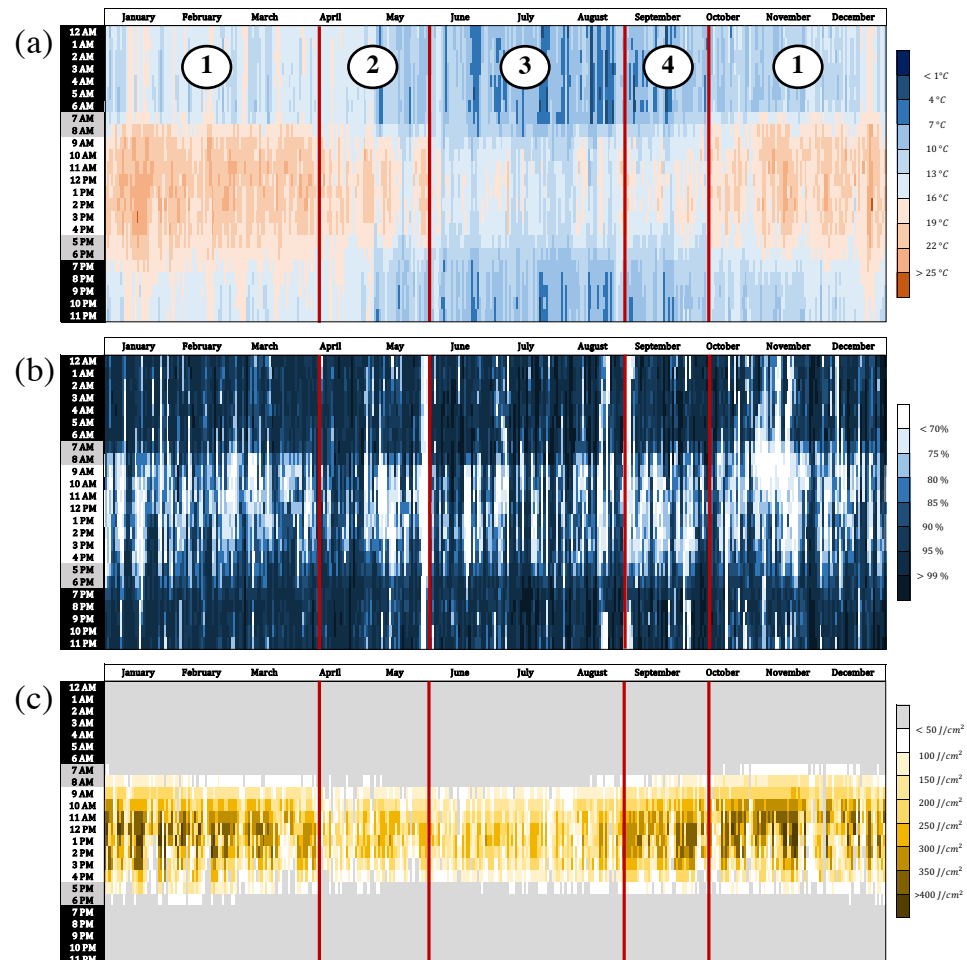 January February March April May June July August September October November December
(a)
12 AM
1 AM
2 AM
3 AM
4 AM
5 AM
6 AM
7 AM
8 AM
9 AM
10 AM
11 AM
12 PM
1 PM
2 PM
3 PM
4 PM
5 PM
6 PM
7 PM
8 PM
9 PM
10 PM
11 PM
1 2 3 4 1
< 1°C
4 °C
7 °C
10 °C
13 °C
16 °C
19 °C
22 °C
> 25 °C
January February March April May June July August September October November December
(b)
12 AM
1 AM
2 AM
3 AM
4 AM
5 AM
6 AM
7 AM
8 AM
9 AM
10 AM
11 AM
12 PM
1 PM
2 PM
3 PM
4 PM
5 PM
6 PM
7 PM
8 PM
9 PM
10 PM
11 PM
< 70%
75 %
80 %
85 %
90 %
95 %
> 99 %
January February March April May June July August September October November December
(c)
12 AM
1 AM
2 AM
3 AM
4 AM
5 AM
6 AM
7 AM
8 AM
9 AM
10 AM
11 AM
12 PM
1 PM
2 PM
3 PM
4 PM
5 PM
6 PM
7 PM
8 PM
9 PM
10 PM
11 PM
< 50 J/cm²
100 J/cm²
150 J/cm²
200 J/cm²
250 J/cm²
300 J/cm²
350 J/cm²
>400 J/cm²